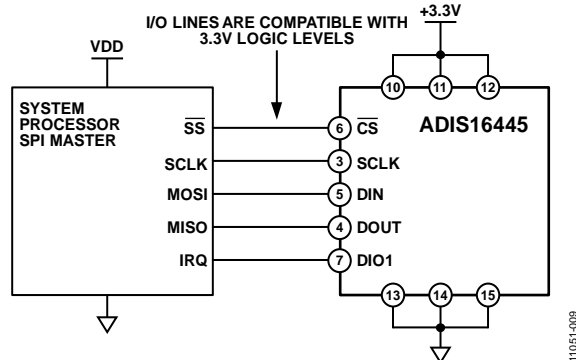 I/O LINES ARE COMPATIBLE WITH
3.3V LOGIC LEVELS
+3.3V
VDD
10 11 12
SYSTEM
PROCESSOR
SPI MASTER
ADIS16445
SS 6 CS
SCLK 3 SCLK
MOSI 5 DIN
MISO 4 DOUT
IRQ 7 DIO1
13 14 15
11051-009